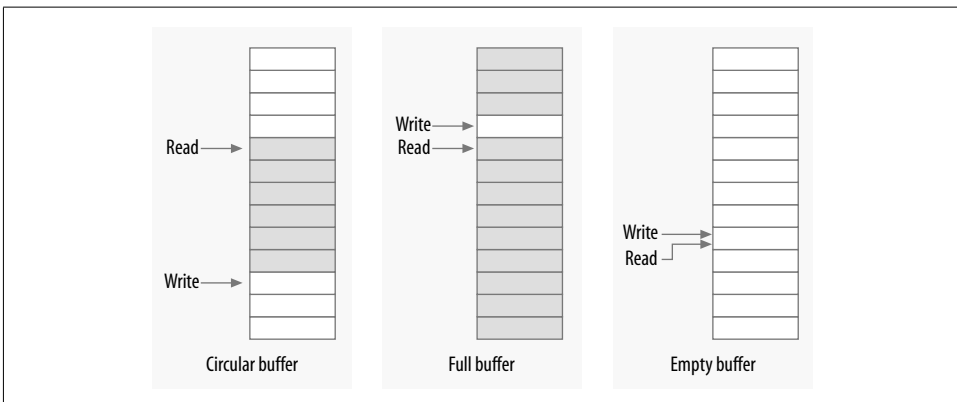 Read
Write
Circular buffer
Write
Read
Full buffer
Write
Read
Empty buffer